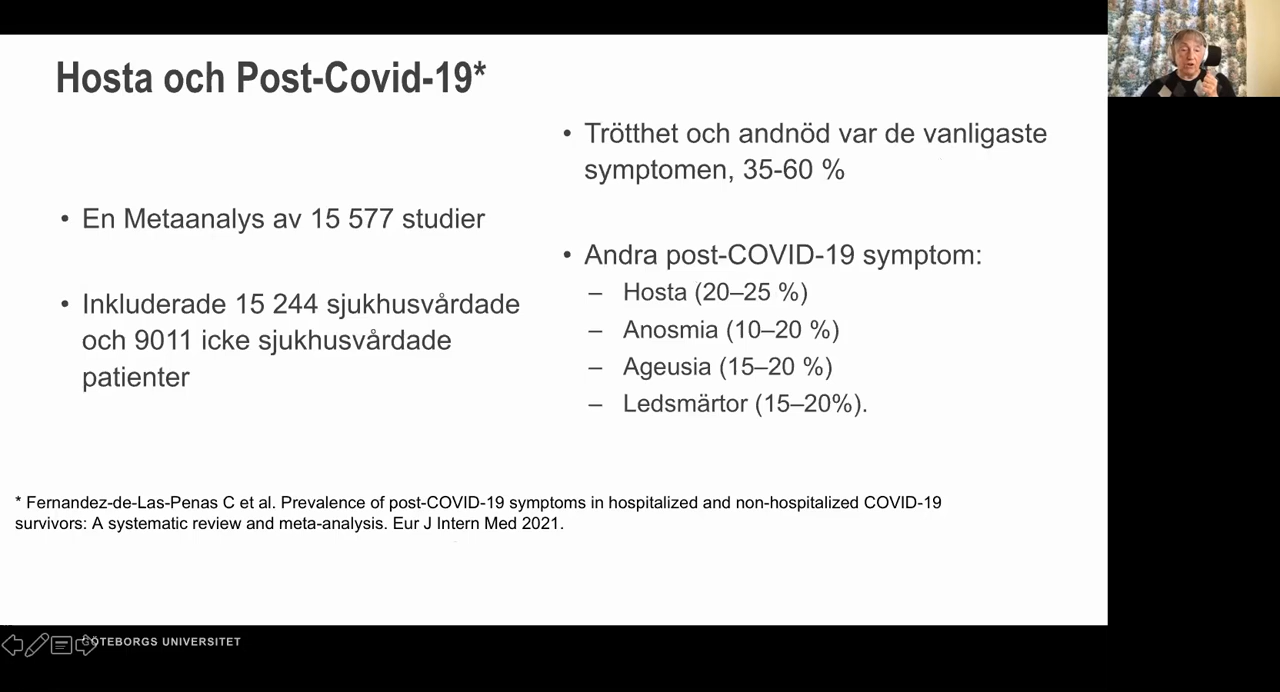 Hosta och Post-Covid-19*
• En Metaanalys av 15 577 studier
• Inkluderade 15 244 sjukhusvårdade
och 9011 icke sjukhusvårdade
patienter
• Trötthet och andnöd var de vanligaste
symptomen, 35-60 %
• Andra post-COVID-19 symptom:
– Hosta (20–25 %)
– Anosmia (10–20 %)
– Ageusia (15–20 %)
– Ledsmärtor (15–20%).
* Fernandez-de-Las-Penas C et al. Prevalence of post-COVID-19 symptoms in hospitalized and non-hospitalized COVID-19
survivors: A systematic review and meta-analysis. Eur J Intern Med 2021.
GÖTEBORGS UNIVERSITET